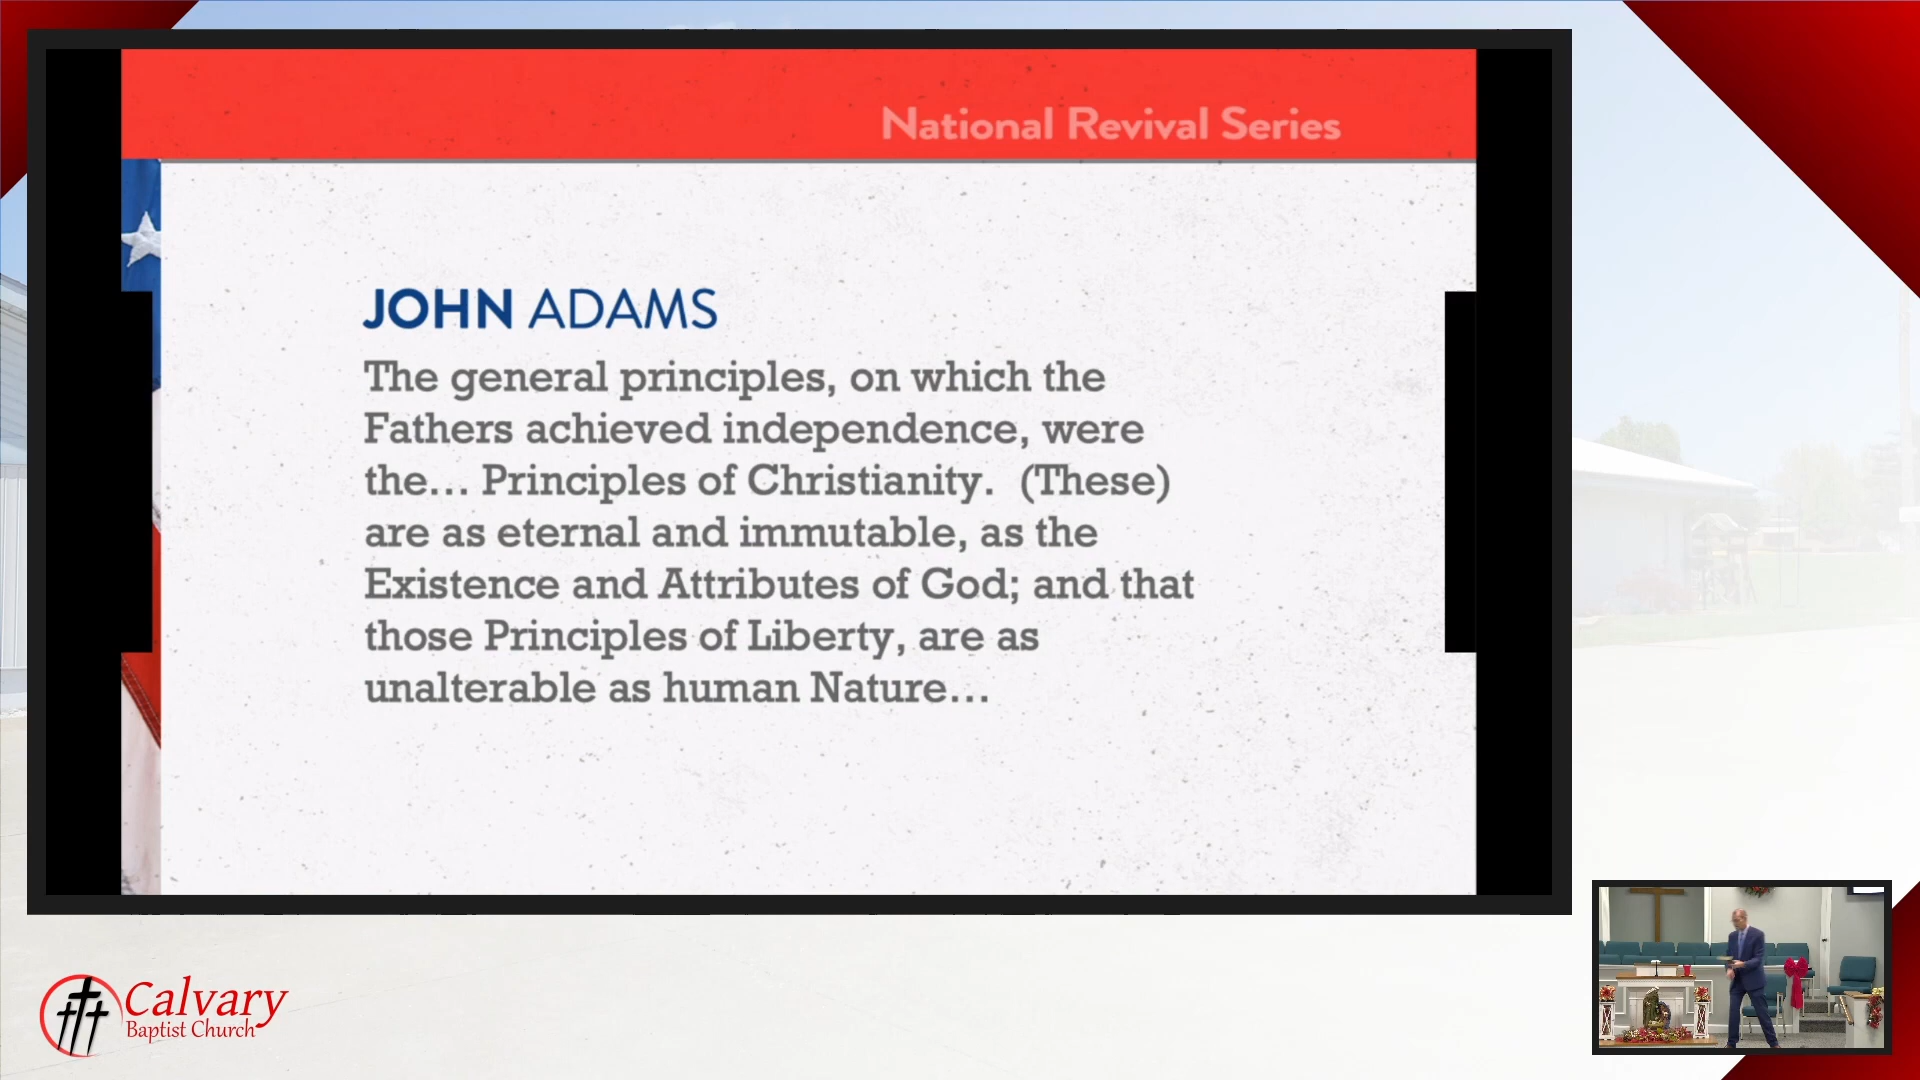 National Revival Series
JOHN ADAMS
The general principles, on which the
Fathers achieved independence, were
the... Principles of Christianity. (These)
are as eternal and immutable, as the
Existence and Attributes of God; and that
those Principles of Liberty, are as
unalterable as human Nature...
Calvary
Baptist Church